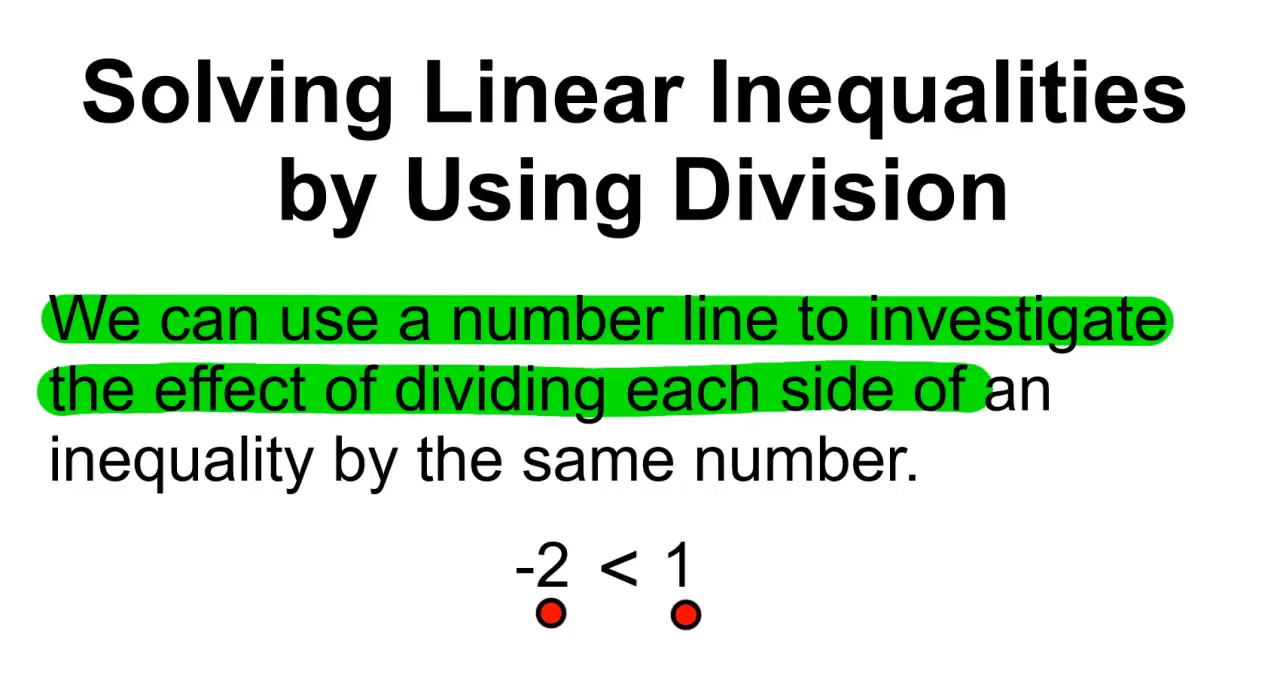 Solving Linear Inequalities
by Using Division
We can use a number line to investigate
the effect of dividing each side of an
inequality by the same number.
-2 < 1